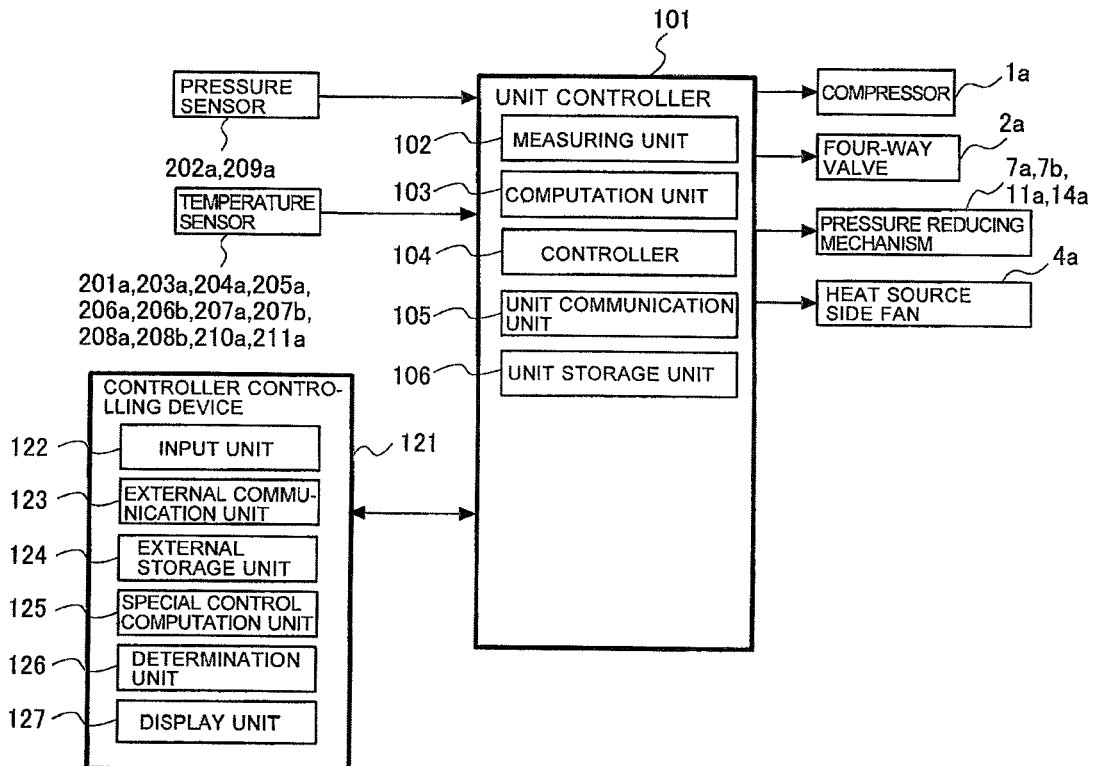 101
PRESSURE
SENSOR
202a,209a
TEMPERATURE
SENSOR
201a,203a,204a,205a,
206a,206b,207a,207b,
208a,208b,210a,211a
UNIT CONTROLLER
102
MEASURING UNIT
103
COMPUTATION UNIT
104
CONTROLLER
105
UNIT COMMUNICATION
UNIT
106
UNIT STORAGE UNIT
1a
COMPRESSOR
2a
FOUR-WAY
VALVE
7a,7b,
11a,14a
PRESSURE REDUCING
MECHANISM
4a
HEAT SOURCE
SIDE FAN
CONTROLLER CONTRO-
LLING DEVICE
121
122
INPUT UNIT
123
EXTERNAL COMMU-
NICATION UNIT
124
EXTERNAL
STORAGE UNIT
125
SPECIAL CONTROL
COMPUTATION UNIT
126
DETERMINATION
UNIT
127
DISPLAY UNIT